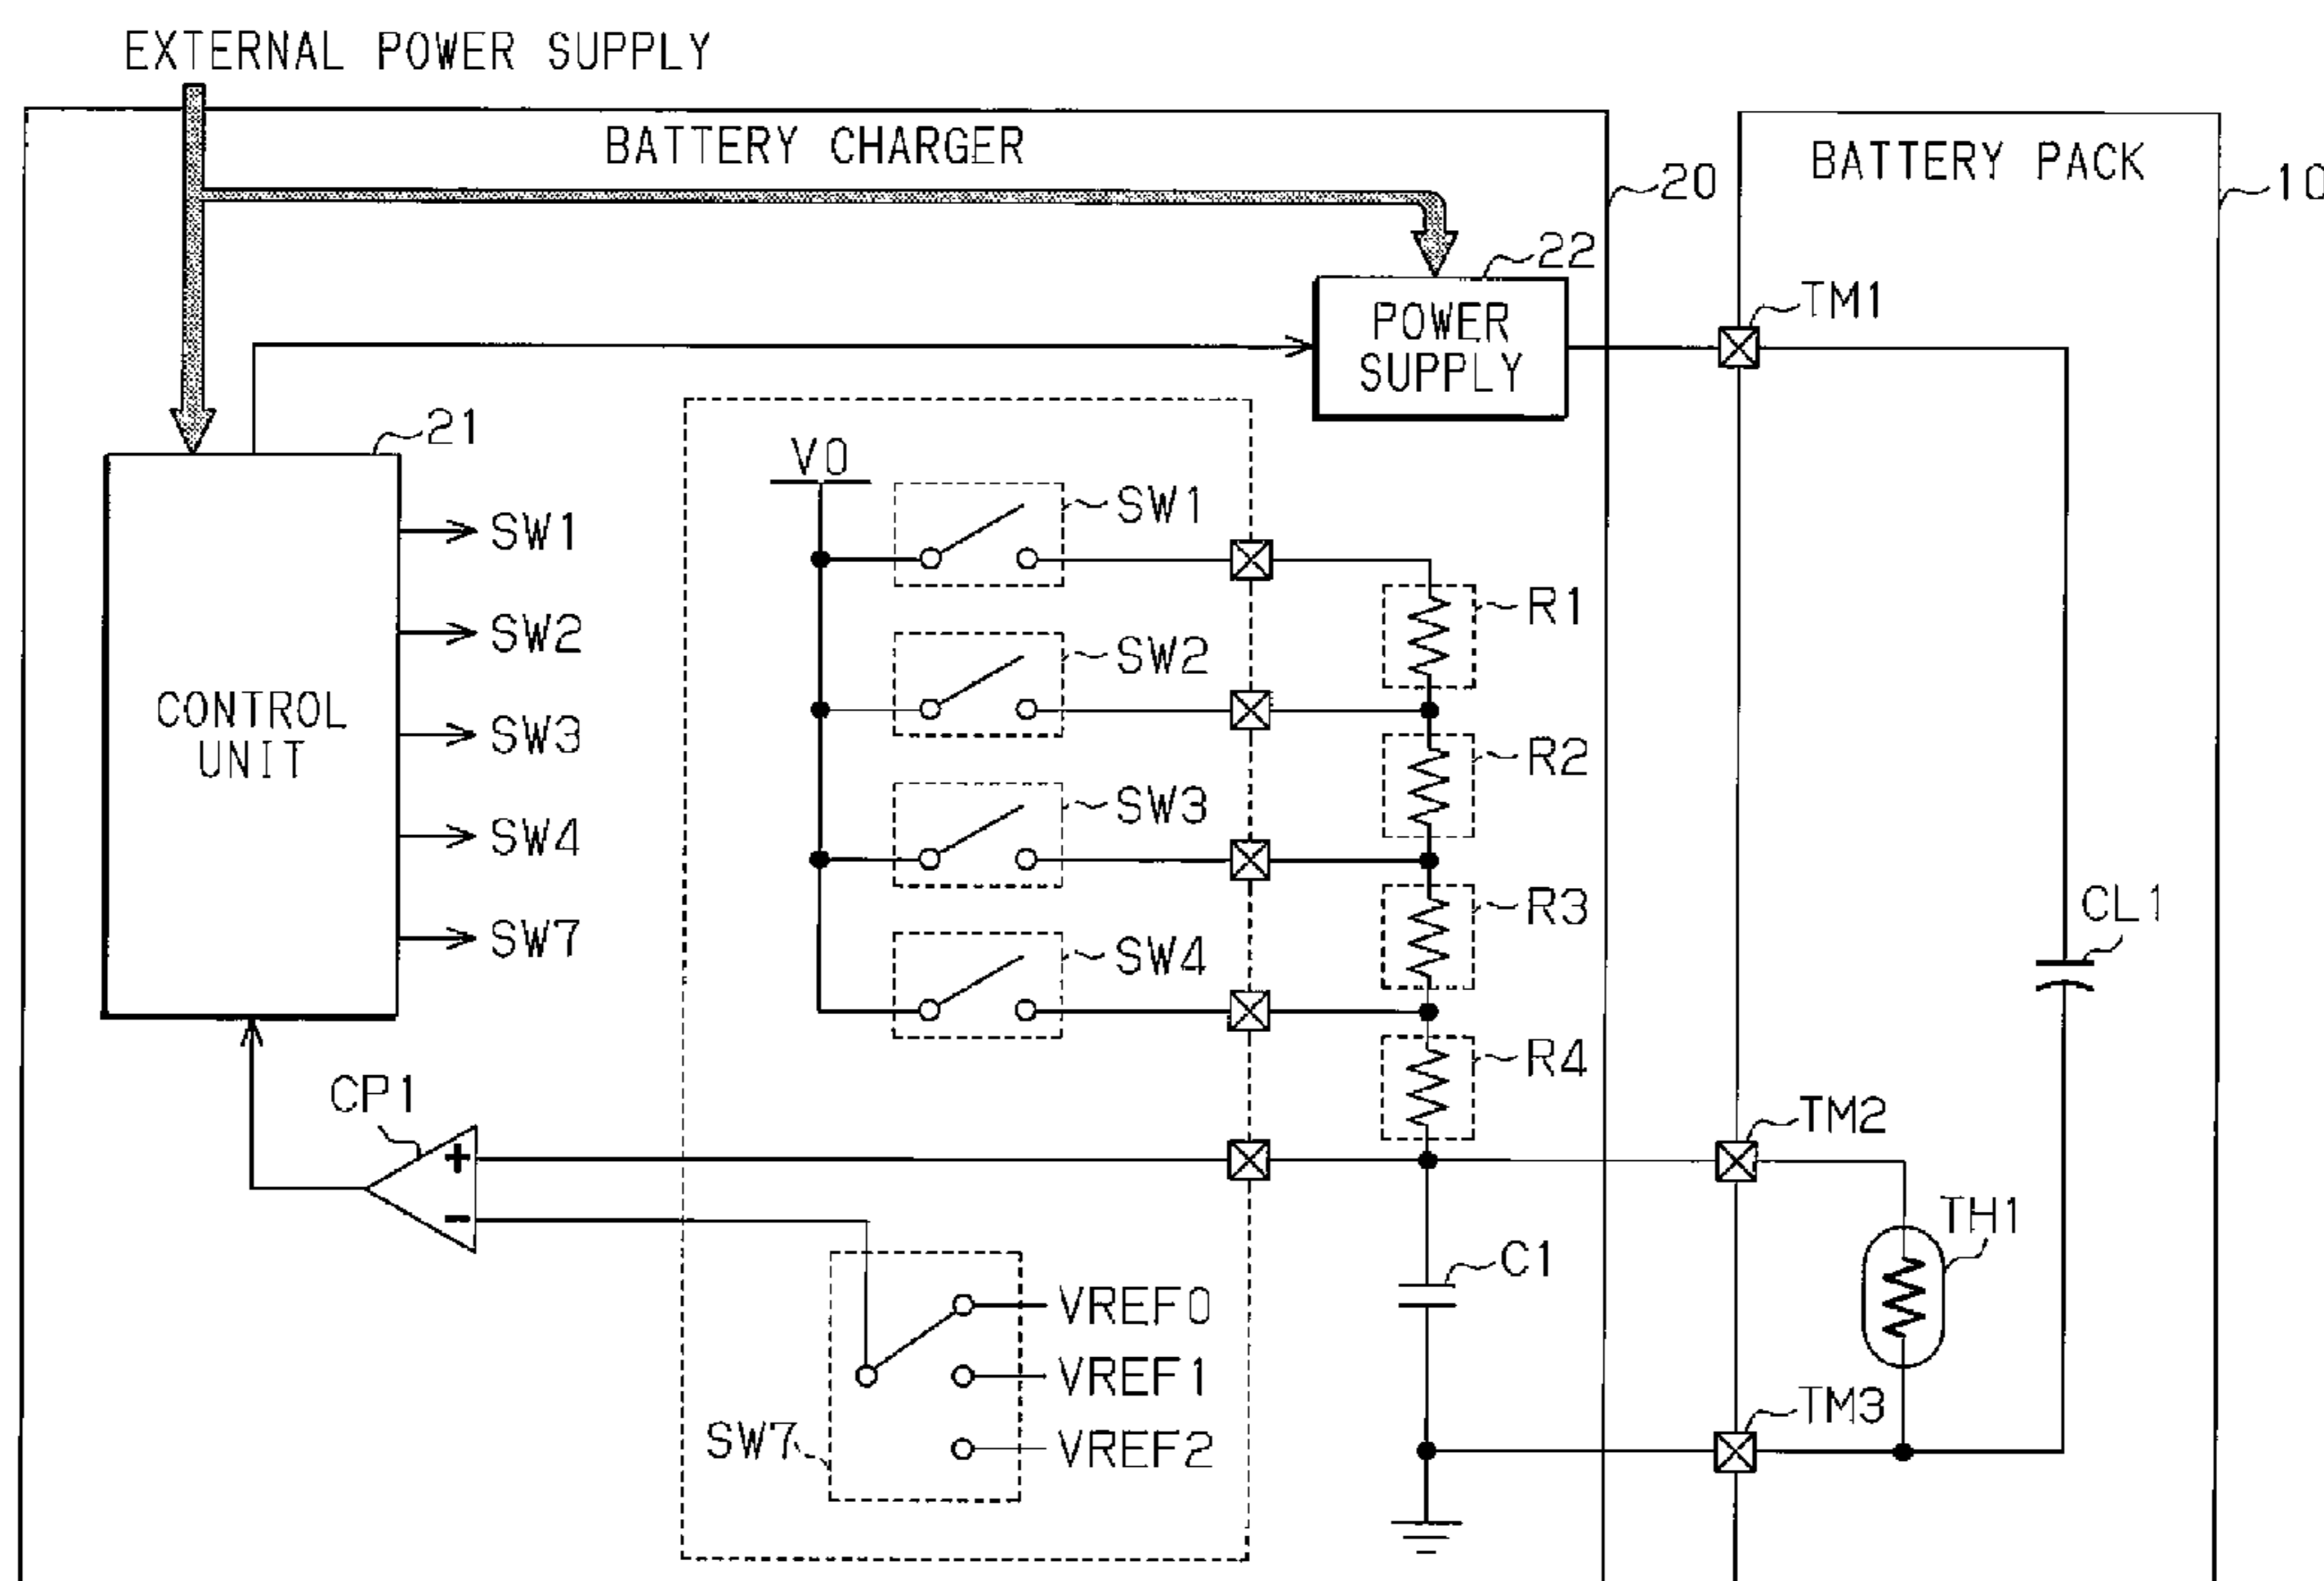 EXTERNAL POWER SUPPLY
BATTERY CHARGER
BATTERY PACK
20
10
22
POWER
SUPPLY
TM1
21
V0
SW1
SW1
SW2
SW2
SW3
SW3
SW4
SW4
SW7
CONTROL
UNIT
R1
R2
R3
R4
CL1
CP1
+
−
TM2
TH1
C1
VREF0
VREF1
VREF2
SW7
TM3